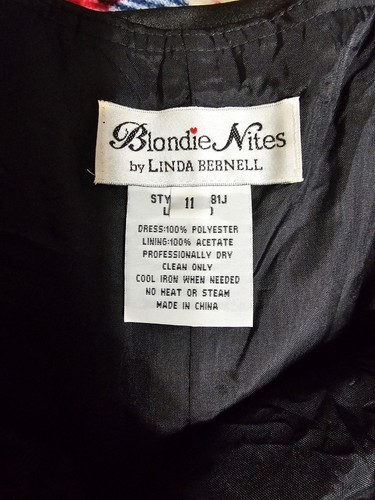 Blondie Nites
by LINDA BERNELL
STY 11 81J
DRESS:100% POLYESTER
LINING:100% ACETATE
PROFESSIONALLY DRY
CLEAN ONLY
COOL IRON WHEN NEEDED
NO HEAT OR STEAM
MADE IN CHINA